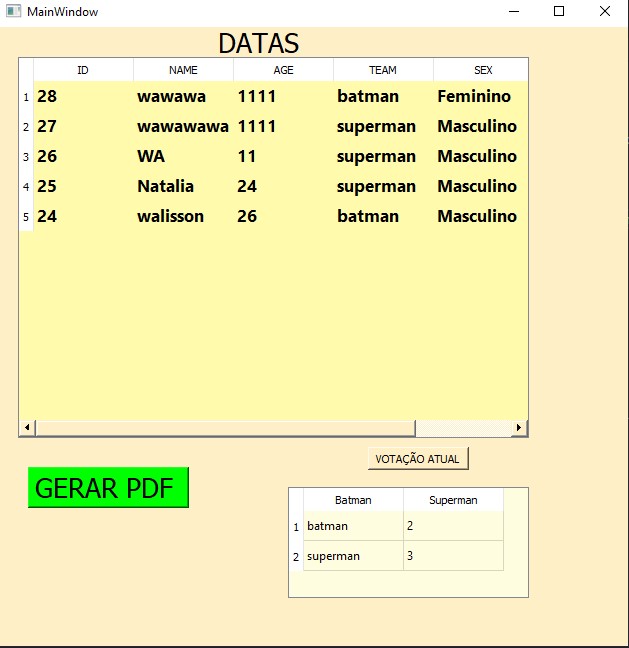 MainWindow
DATAS
ID NAME AGE TEAM SEX
1 28 wawawa 1111 batman Feminino
2 27 wawawawa 1111 superman Masculino
3 26 WA 11 superman Masculino
4 25 Natalia 24 superman Masculino
5 24 walisson 26 batman Masculino
VOTAÇÃO ATUAL
GERAR PDF
Batman Superman
1 batman 2
2 superman 3